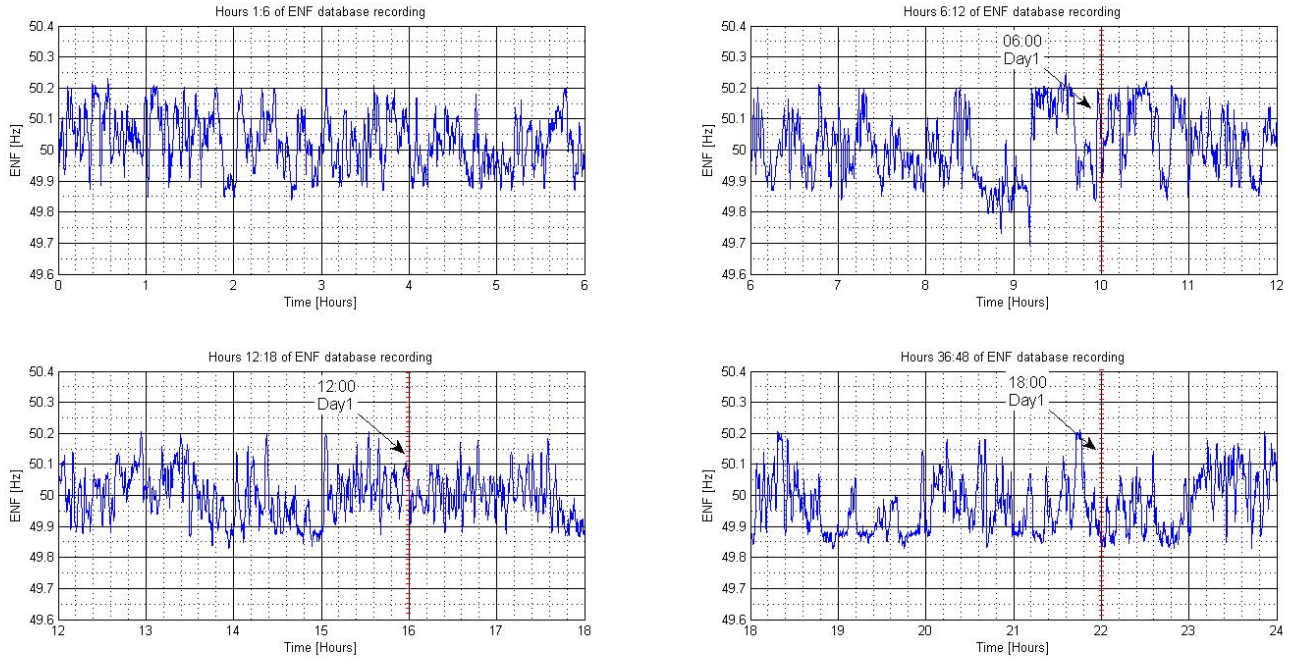 Hours 1:6 of ENF database recording
50.4
50.3
50.2
50.1
50
49.9
49.8
49.7
49.6
ENF [Hz]
0 1 2 3 4 5 6
Time [Hours]
Hours 6:12 of ENF database recording
50.4
50.3
50.2
50.1
50
49.9
49.8
49.7
49.6
ENF [Hz]
06:00
Day1
6 7 8 9 10 11 12
Time [Hours]
Hours 12:18 of ENF database recording
50.4
50.3
50.2
50.1
50
49.9
49.8
49.7
49.6
ENF [Hz]
12:00
Day1
12 13 14 15 16 17 18
Time [Hours]
Hours 36:48 of ENF database recording
50.4
50.3
50.2
50.1
50
49.9
49.8
49.7
49.6
ENF [Hz]
18:00
Day1
18 19 20 21 22 23 24
Time [Hours]